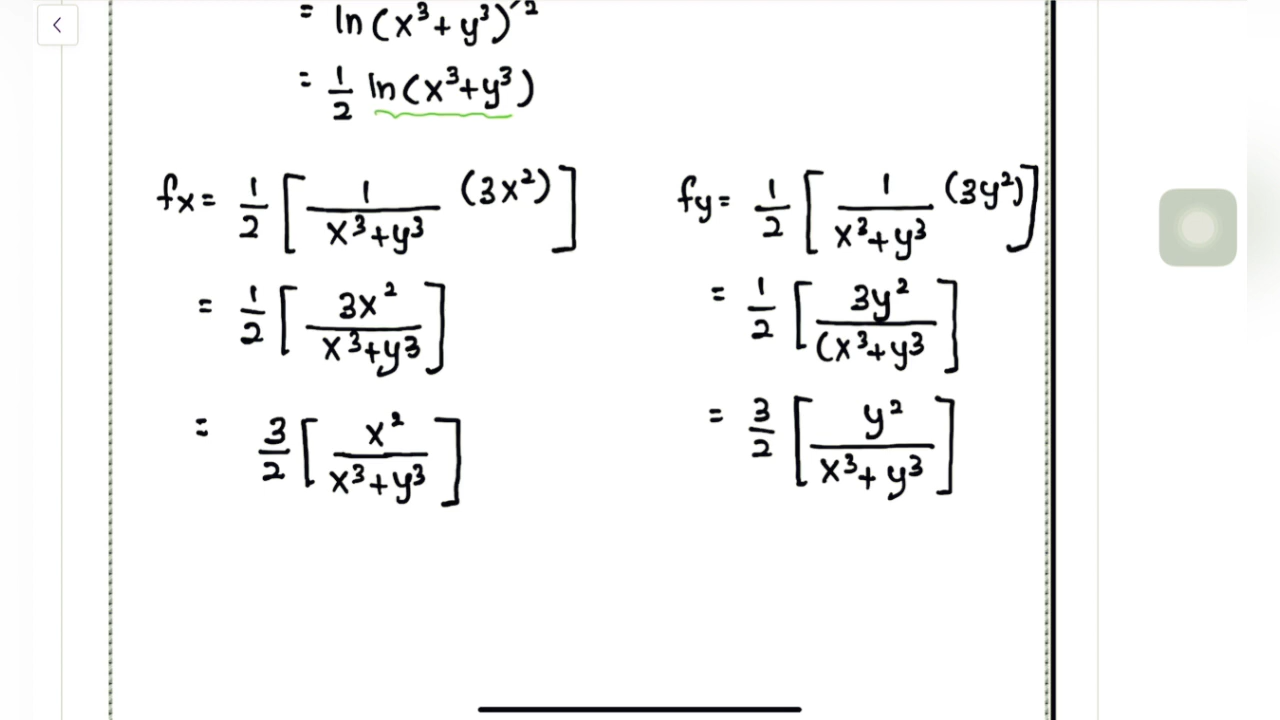 = ln(x³+y³)^½
= 1/2 ln(x³+y³)
fx = 1/2 [ 1/(x³+y³) (3x²) ]
= 1/2 [ 3x²/(x³+y³) ]
= 3/2 [ x²/(x³+y³) ]
fy = 1/2 [ 1/(x³+y³) (3y²) ]
= 1/2 [ 3y²/((x³+y³ ]
= 3/2 [ y²/(x³+y³) ]